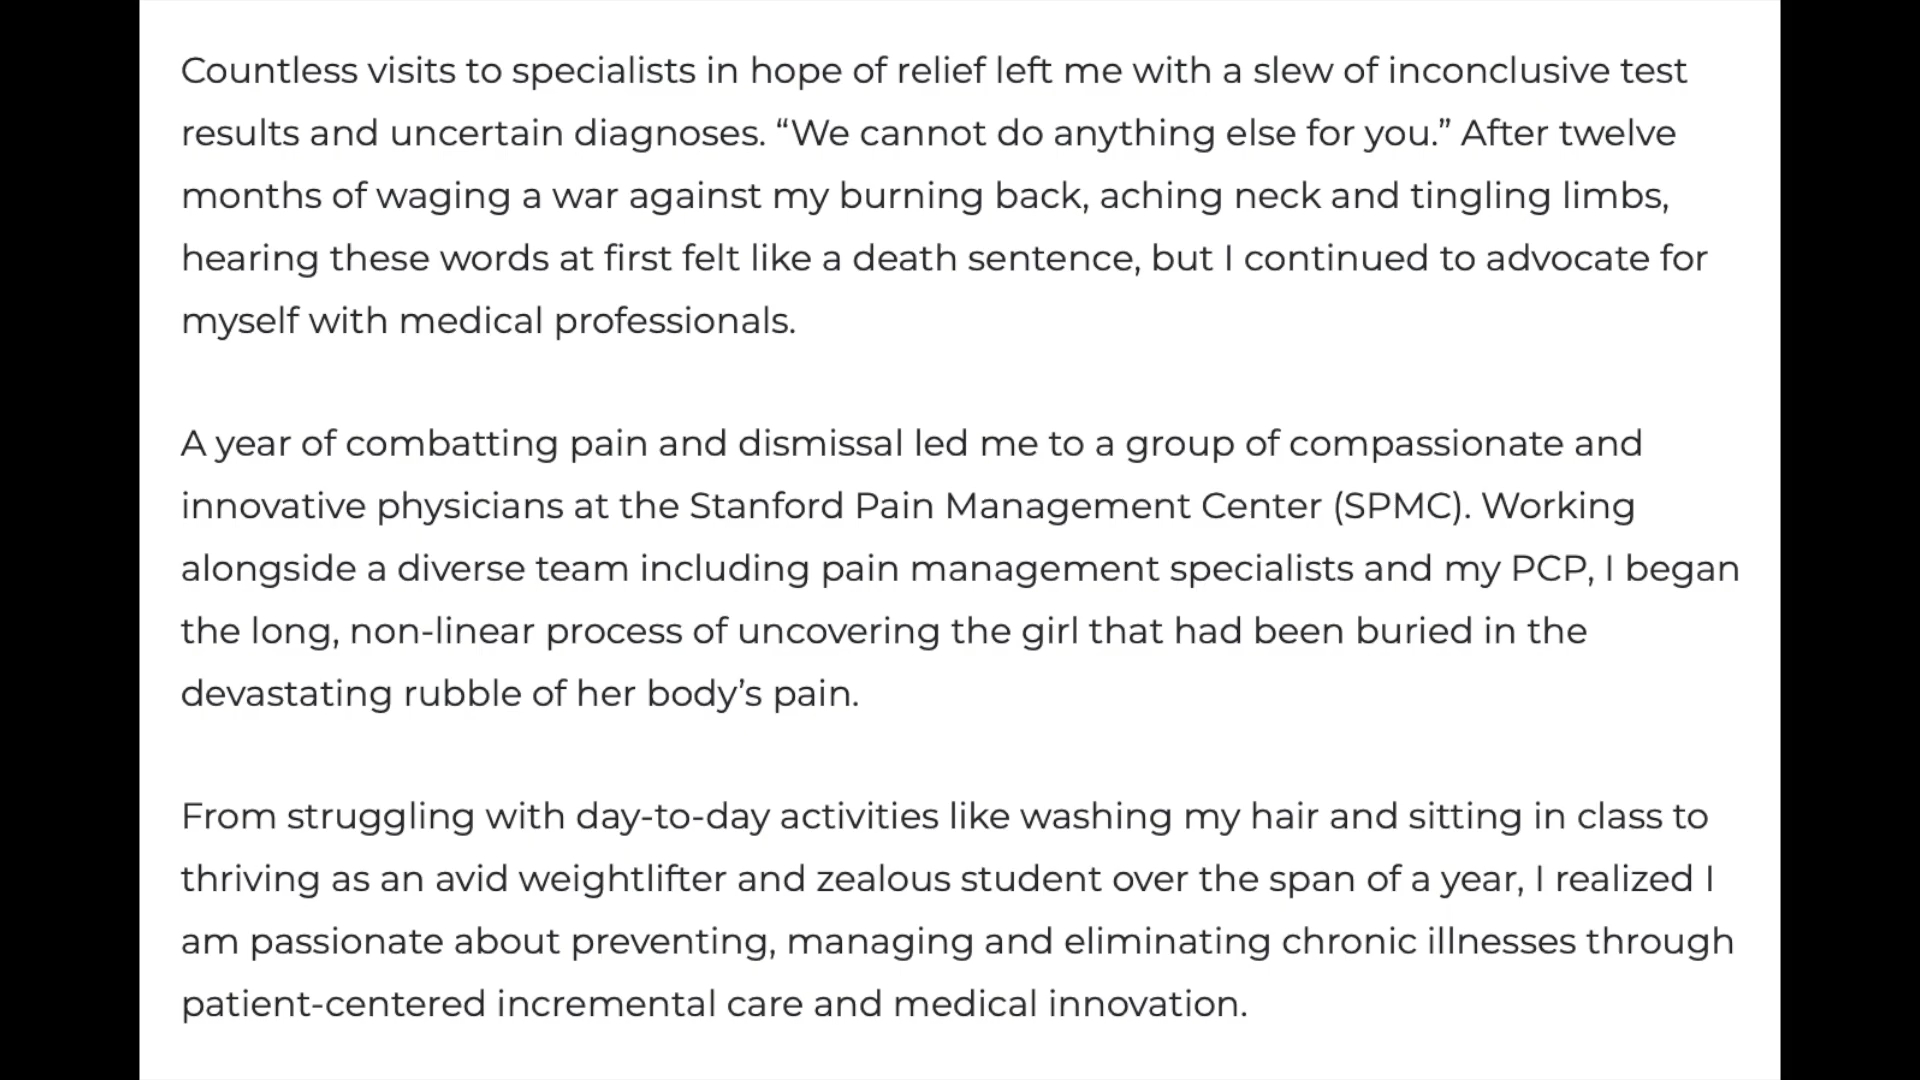 Countless visits to specialists in hope of relief left me with a slew of inconclusive test
results and uncertain diagnoses. “We cannot do anything else for you.” After twelve
months of waging a war against my burning back, aching neck and tingling limbs,
hearing these words at first felt like a death sentence, but I continued to advocate for
myself with medical professionals.
A year of combatting pain and dismissal led me to a group of compassionate and
innovative physicians at the Stanford Pain Management Center (SPMC). Working
alongside a diverse team including pain management specialists and my PCP, I began
the long, non-linear process of uncovering the girl that had been buried in the
devastating rubble of her body’s pain.
From struggling with day-to-day activities like washing my hair and sitting in class to
thriving as an avid weightlifter and zealous student over the span of a year, I realized I
am passionate about preventing, managing and eliminating chronic illnesses through
patient-centered incremental care and medical innovation.